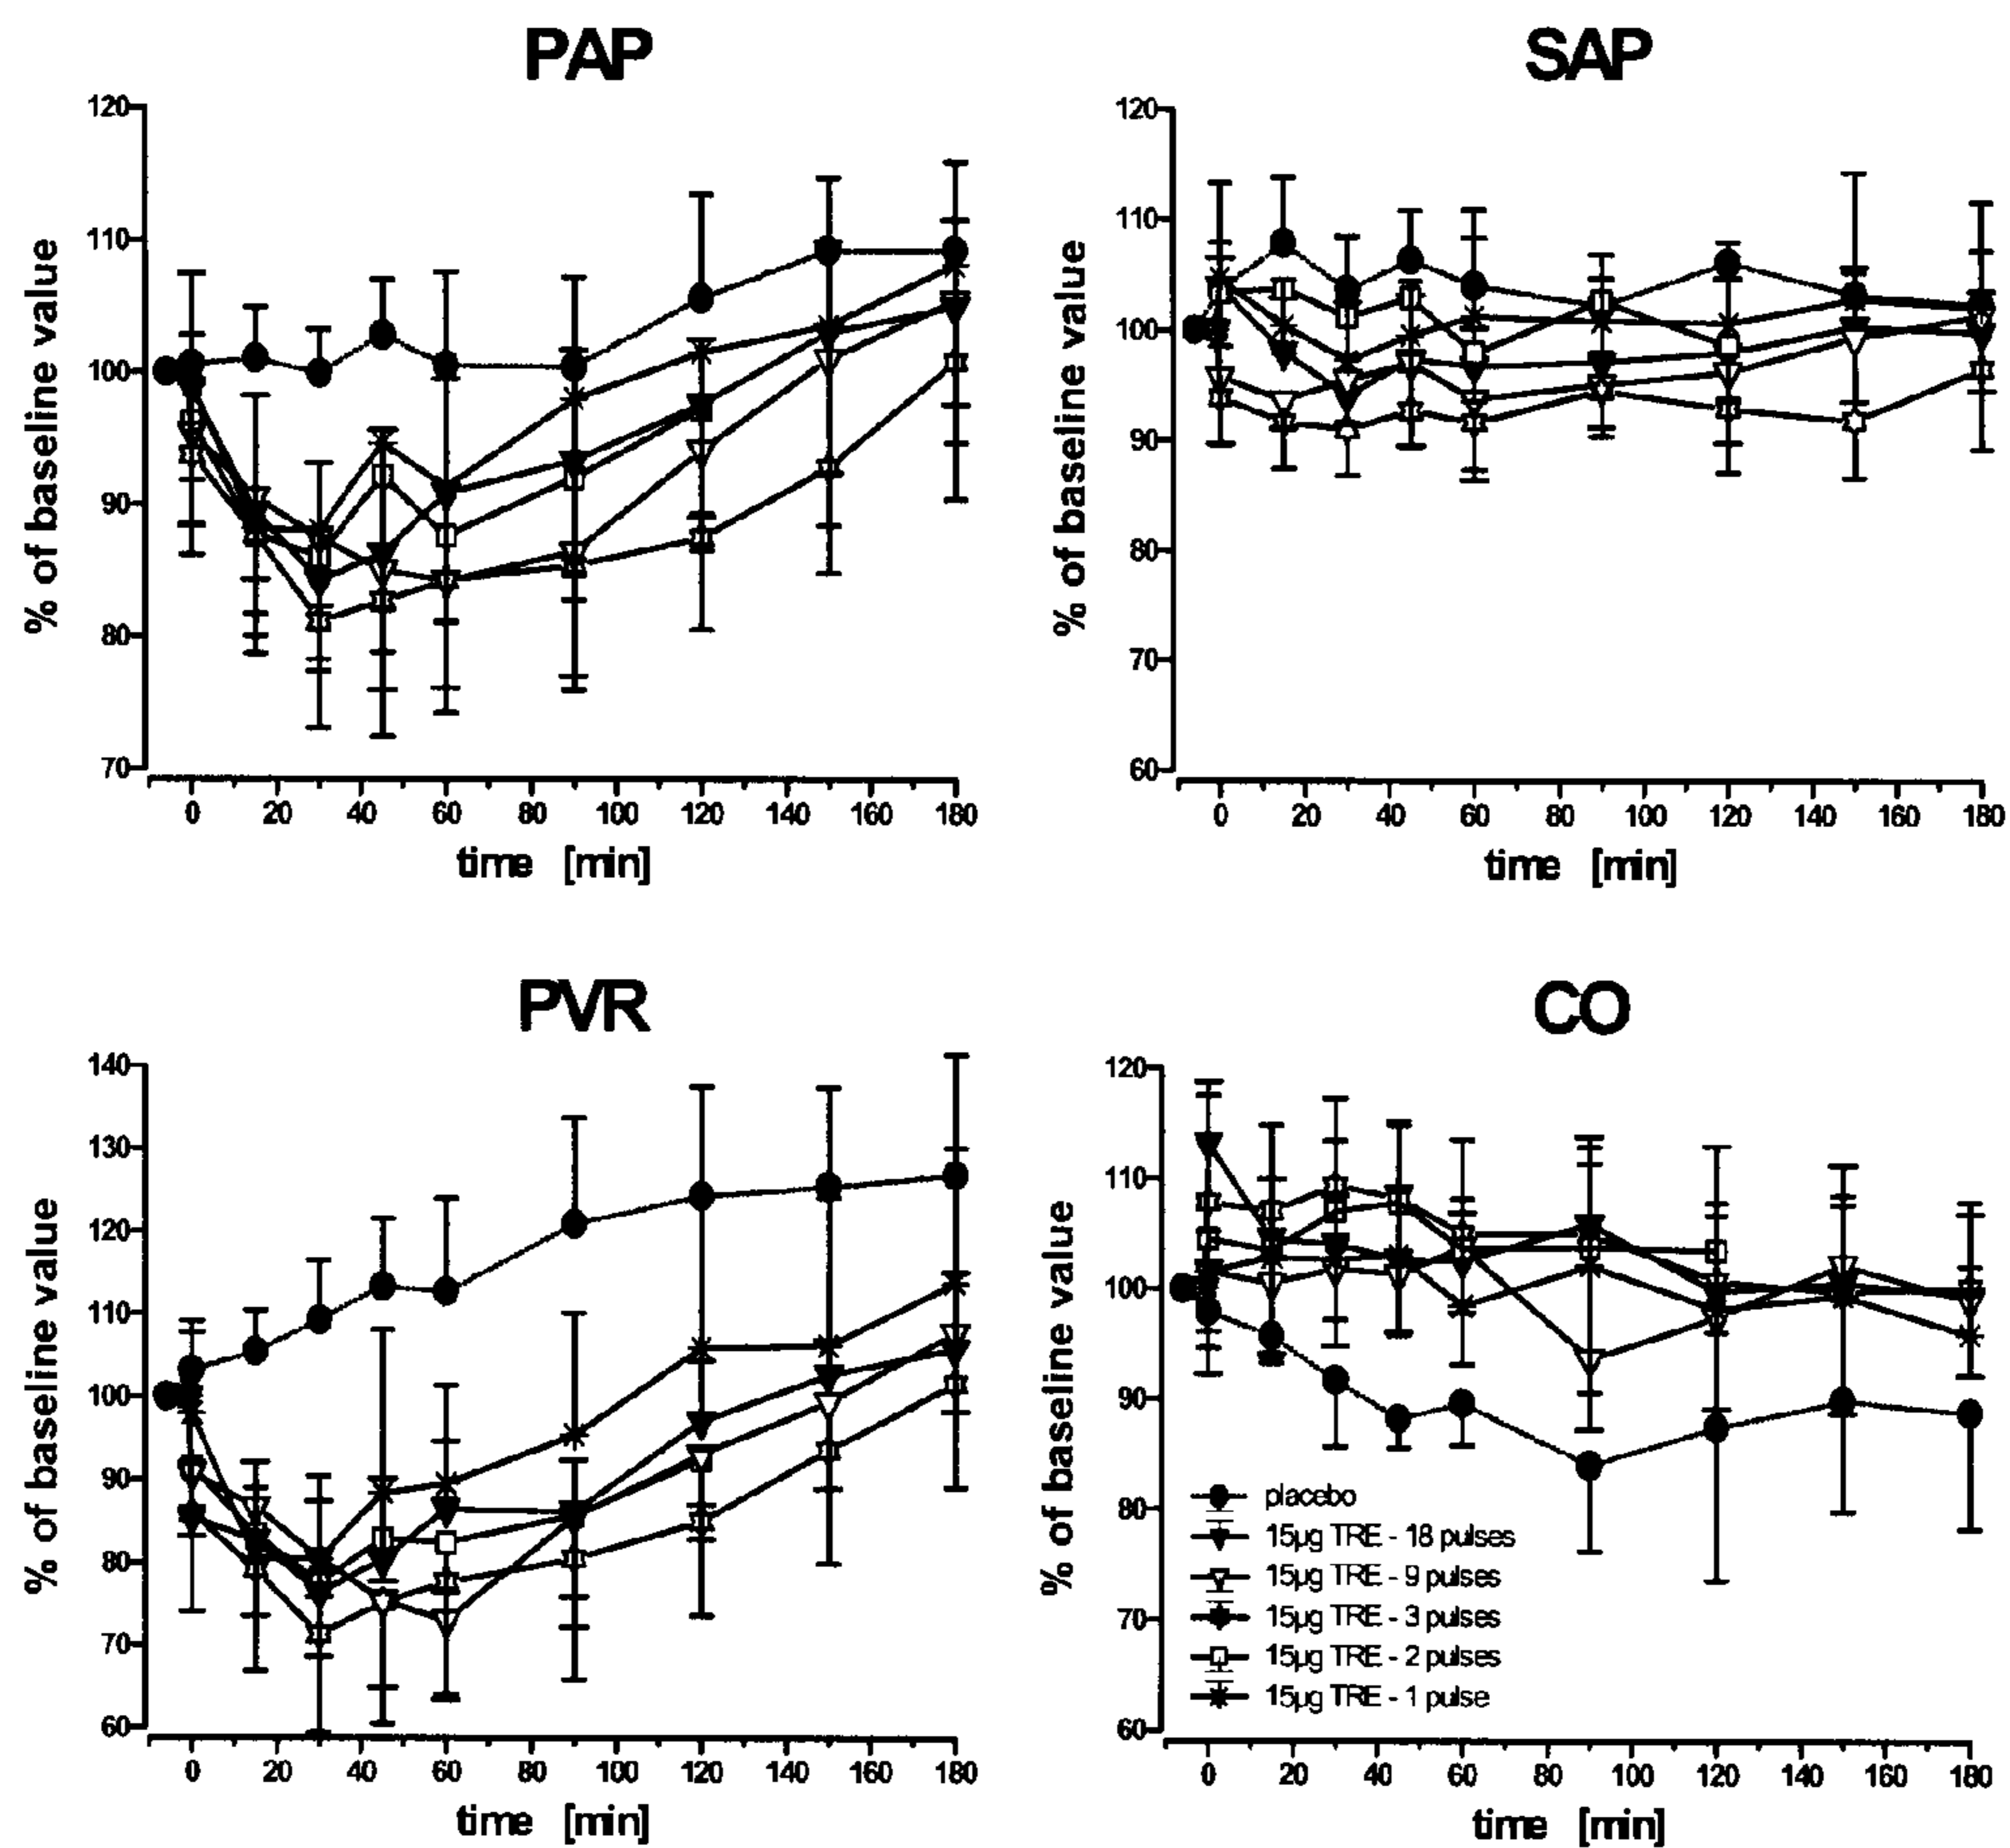 PAP
120
110
100
90
80
70
% of baseline value
0 20 40 60 80 100 120 140 160 180
time [min]
SAP
120
110
100
90
80
70
60
% of baseline value
0 20 40 60 80 100 120 140 160 180
time [min]
PVR
140
130
120
110
100
90
80
70
60
% of baseline value
0 20 40 60 80 100 120 140 160 180
time [min]
CO
120
110
100
90
80
70
60
% of baseline value
placebo
15µg TRE - 18 pulses
15µg TRE - 9 pulses
15µg TRE - 3 pulses
15µg TRE - 2 pulses
15µg TRE - 1 pulse
0 20 40 60 80 100 120 140 160 180
time [min]